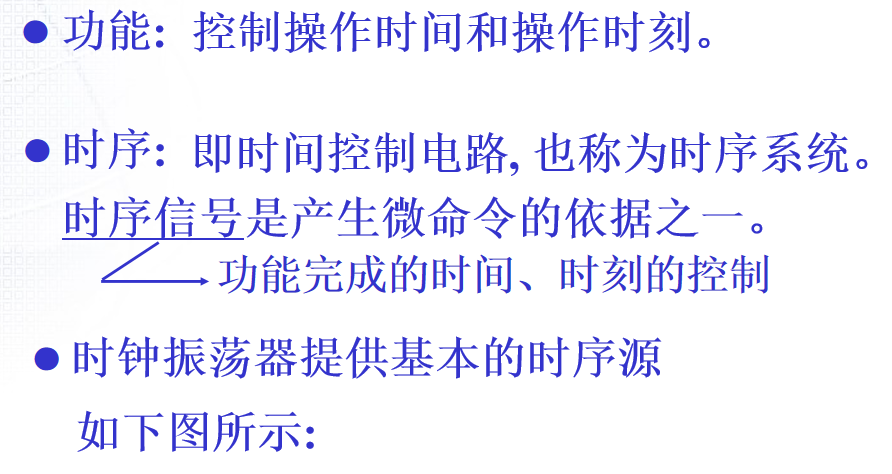 ● 功能: 控制操作时间和操作时刻。
● 时序: 即时间控制电路, 也称为时序系统。
时序信号是产生微命令的依据之一。
功能完成的时间、时刻的控制
● 时钟振荡器提供基本的时序源
如下图所示: